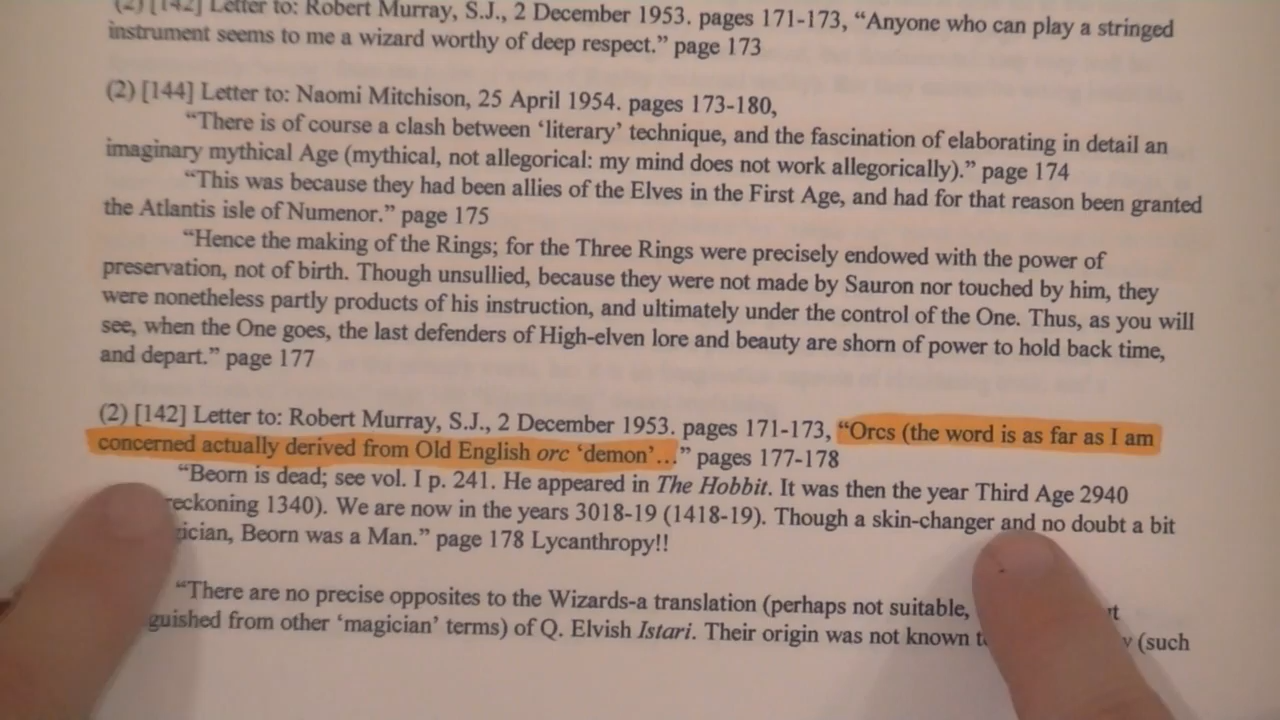 (2) [142] Letter to: Robert Murray, S.J., 2 December 1953. pages 171-173, “Anyone who can play a stringed
instrument seems to me a wizard worthy of deep respect.” page 173
(2) [144] Letter to: Naomi Mitchison, 25 April 1954. pages 173-180,
“There is of course a clash between ‘literary’ technique, and the fascination of elaborating in detail an
imaginary mythical Age (mythical, not allegorical: my mind does not work allegorically).” page 174
“This was because they had been allies of the Elves in the First Age, and had for that reason been granted
the Atlantis isle of Numenor.” page 175
“Hence the making of the Rings; for the Three Rings were precisely endowed with the power of
preservation, not of birth. Though unsullied, because they were not made by Sauron nor touched by him, they
were nonetheless partly products of his instruction, and ultimately under the control of the One. Thus, as you will
see, when the One goes, the last defenders of High-elven lore and beauty are shorn of power to hold back time,
and depart.” page 177
(2) [142] Letter to: Robert Murray, S.J., 2 December 1953. pages 171-173, “Orcs (the word is as far as I am
concerned actually derived from Old English orc ‘demon’...” pages 177-178
“Beorn is dead; see vol. I p. 241. He appeared in The Hobbit. It was then the year Third Age 2940
reckoning 1340). We are now in the years 3018-19 (1418-19). Though a skin-changer and no doubt a bit
gician, Beorn was a Man.” page 178 Lycanthropy!!
“There are no precise opposites to the Wizards-a translation (perhaps not suitable,
guished from other ‘magician’ terms) of Q. Elvish Istari. Their origin was not known (such